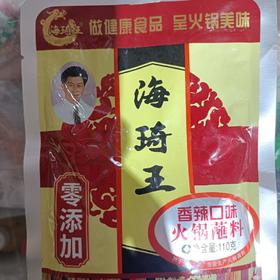 海琦王
做健康食品 呈火锅美味
海琦王
零添加
香辣口味
火锅蘸料
净含量:110克